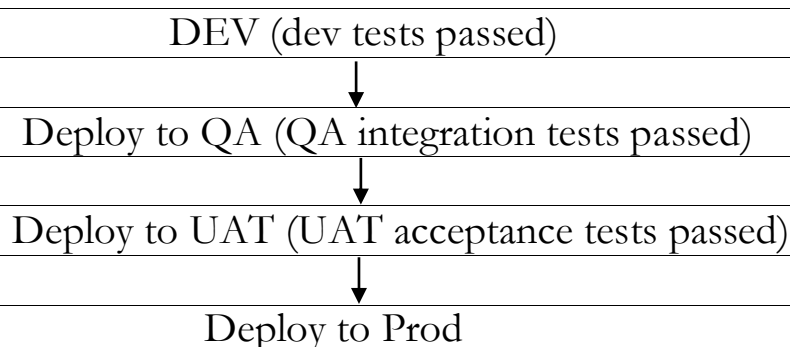 DEV (dev tests passed)
Deploy to QA (QA integration tests passed)
Deploy to UAT (UAT acceptance tests passed)
Deploy to Prod